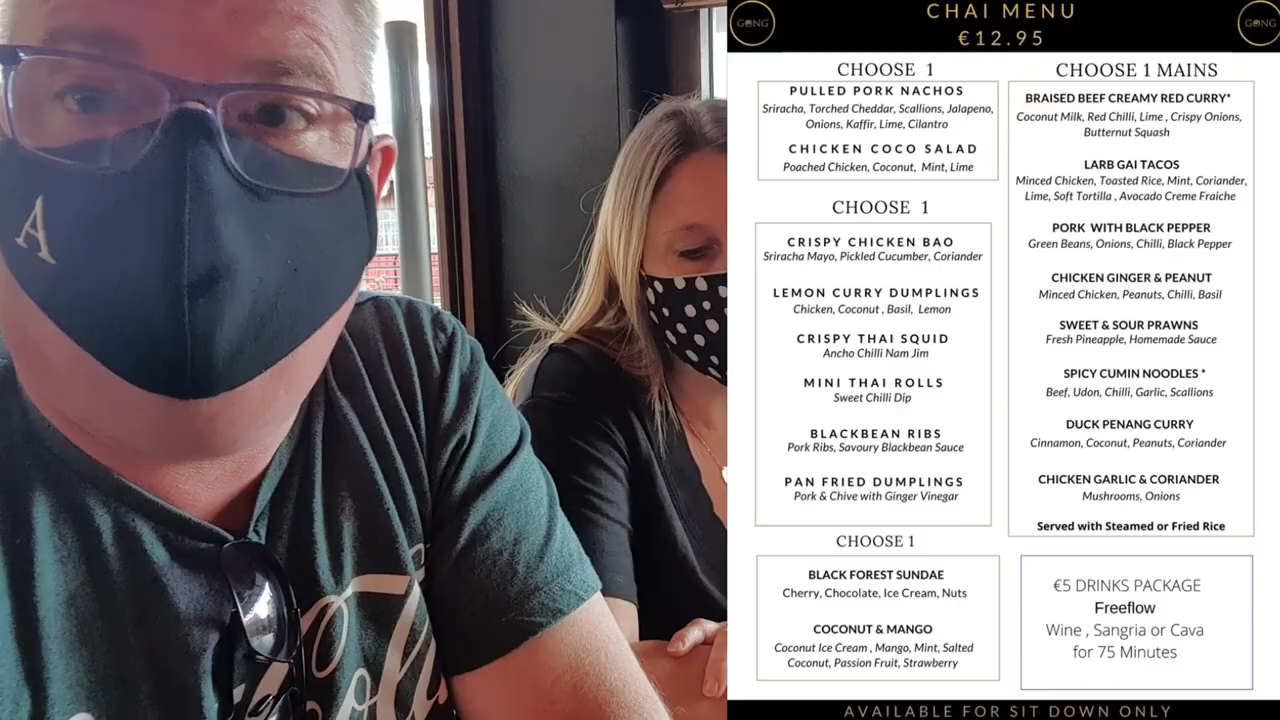 A
GONG
CHAI MENU
€12.95
GONG
CHOOSE 1
PULLED PORK NACHOS
Sriracha, Torched Cheddar, Scallions, Jalapeno,
Onions, Kaffir, Lime, Cilantro
CHICKEN COCO SALAD
Poached Chicken, Coconut, Mint, Lime
CHOOSE 1
CRISPY CHICKEN BAO
Sriracha Mayo, Pickled Cucumber, Coriander
LEMON CURRY DUMPLINGS
Chicken, Coconut , Basil, Lemon
CRISPY THAI SQUID
Ancho Chilli Nam Jim
MINI THAI ROLLS
Sweet Chilli Dip
BLACKBEAN RIBS
Pork Ribs, Savoury Blackbean Sauce
PAN FRIED DUMPLINGS
Pork & Chive with Ginger Vinegar
CHOOSE 1
BLACK FOREST SUNDAE
Cherry, Chocolate, Ice Cream, Nuts
COCONUT & MANGO
Coconut Ice Cream , Mango, Mint, Salted
Coconut, Passion Fruit, Strawberry
CHOOSE 1 MAINS
BRAISED BEEF CREAMY RED CURRY*
Coconut Milk, Red Chilli, Lime , Crispy Onions,
Butternut Squash
LARB GAI TACOS
Minced Chicken, Toasted Rice, Mint, Coriander,
Lime, Soft Tortilla , Avocado Creme Fraiche
PORK WITH BLACK PEPPER
Green Beans, Onions, Chilli, Black Pepper
CHICKEN GINGER & PEANUT
Minced Chicken, Peanuts, Chilli, Basil
SWEET & SOUR PRAWNS
Fresh Pineapple, Homemade Sauce
SPICY CUMIN NOODLES *
Beef, Udon, Chilli, Garlic, Scallions
DUCK PENANG CURRY
Cinnamon, Coconut, Peanuts, Coriander
CHICKEN GARLIC & CORIANDER
Mushrooms, Onions
Served with Steamed or Fried Rice
€5 DRINKS PACKAGE
Freeflow
Wine , Sangria or Cava
for 75 Minutes
AVAILABLE FOR SIT DOWN ONLY